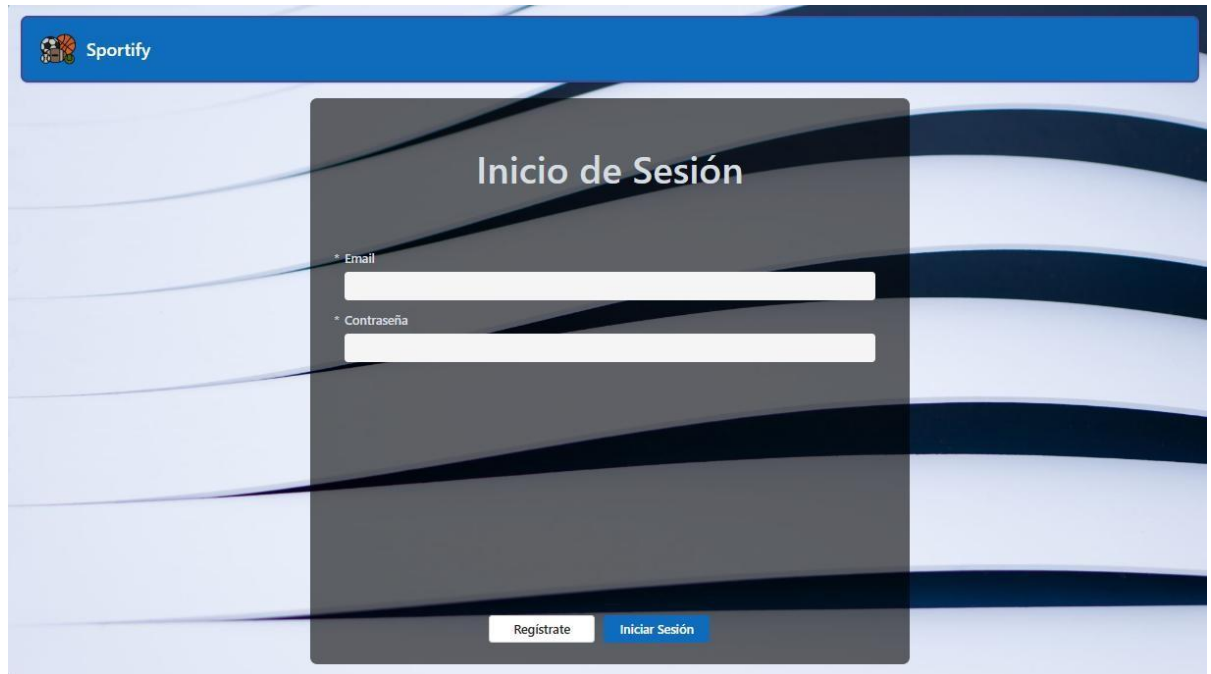 Sportify
Inicio de Sesión
* Email
* Contraseña
Regístrate
Iniciar Sesión